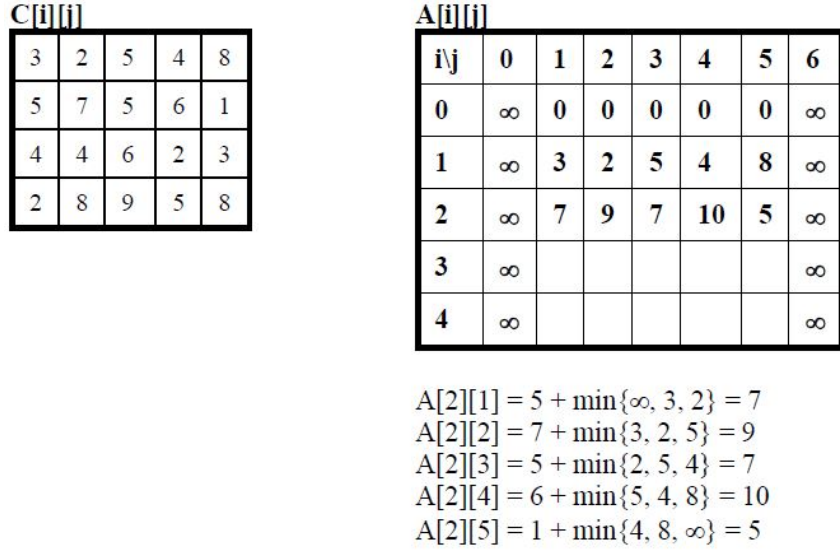 C[i][j]
3 2 5 4 8
5 7 5 6 1
4 4 6 2 3
2 8 9 5 8
A[i][j]
i\j 0 1 2 3 4 5 6
0 ∞ 0 0 0 0 0 ∞
1 ∞ 3 2 5 4 8 ∞
2 ∞ 7 9 7 10 5 ∞
3 ∞ ∞
4 ∞ ∞
A[2][1] = 5 + min{∞, 3, 2} = 7
A[2][2] = 7 + min{3, 2, 5} = 9
A[2][3] = 5 + min{2, 5, 4} = 7
A[2][4] = 6 + min{5, 4, 8} = 10
A[2][5] = 1 + min{4, 8, ∞} = 5